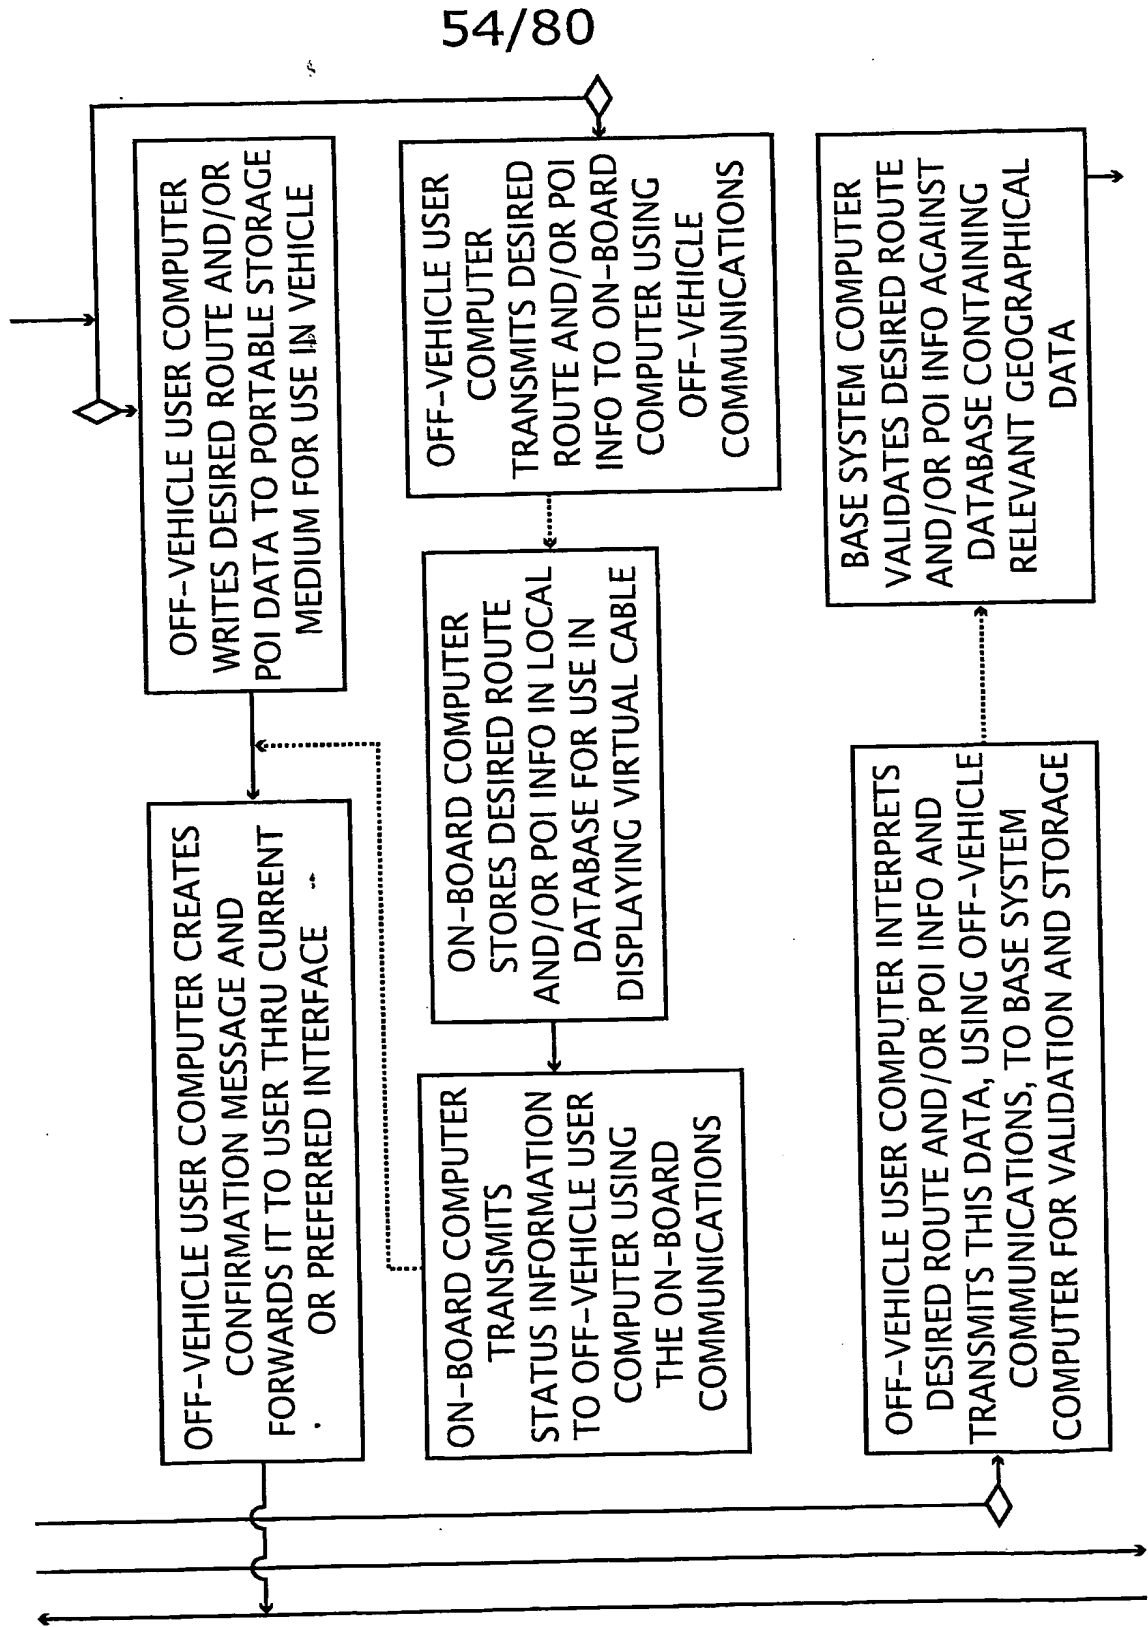 54/80
OFF-VEHICLE USER COMPUTER
WRITES DESIRED ROUTE AND/OR
POI DATA TO PORTABLE STORAGE
MEDIUM FOR USE IN VEHICLE
OFF-VEHICLE USER COMPUTER CREATES
CONFIRMATION MESSAGE AND
FORWARDS IT TO USER THRU CURRENT
OR PREFERRED INTERFACE
OFF-VEHICLE USER
COMPUTER
TRANSMITS DESIRED
ROUTE AND/OR POI
INFO TO ON-BOARD
COMPUTER USING
OFF-VEHICLE
COMMUNICATIONS
ON-BOARD COMPUTER
STORES DESIRED ROUTE
AND/OR POI INFO IN LOCAL
DATABASE FOR USE IN
DISPLAYING VIRTUAL CABLE
ON-BOARD COMPUTER
TRANSMITS
STATUS INFORMATION
TO OFF-VEHICLE USER
COMPUTER USING
THE ON-BOARD
COMMUNICATIONS
OFF-VEHICLE USER COMPUTER INTERPRETS
DESIRED ROUTE AND/OR POI INFO AND
TRANSMITS THIS DATA, USING OFF-VEHICLE
COMMUNICATIONS, TO BASE SYSTEM
COMPUTER FOR VALIDATION AND STORAGE
BASE SYSTEM COMPUTER
VALIDATES DESIRED ROUTE
AND/OR POI INFO AGAINST
DATABASE CONTAINING
RELEVANT GEOGRAPHICAL
DATA